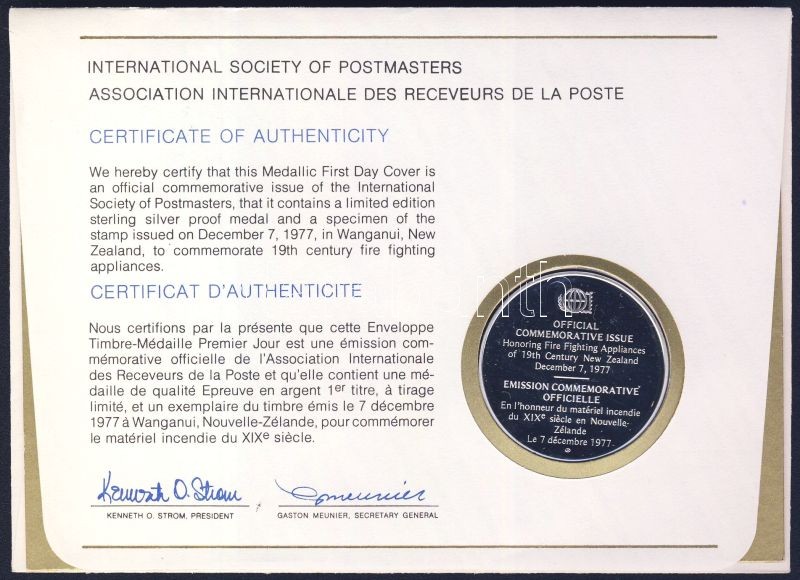 INTERNATIONAL SOCIETY OF POSTMASTERS
ASSOCIATION INTERNATIONALE DES RECEVEURS DE LA POSTE
CERTIFICATE OF AUTHENTICITY
We hereby certify that this Medallic First Day Cover is
an official commemorative issue of the International
Society of Postmasters, that it contains a limited edition
sterling silver proof medal and a specimen of the
stamp issued on December 7, 1977, in Wanganui, New
Zealand, to commemorate 19th century fire fighting
appliances.
CERTIFICAT D'AUTHENTICITE
Nous certifions par la présente que cette Enveloppe
Timbre-Médaille Premier Jour est une émission com-
mémorative officielle de l'Association Internationale
des Receveurs de la Poste et qu'elle contient une mé-
daille de qualité Epreuve en argent 1er titre, à tirage
limité, et un exemplaire du timbre émis le 7 décembre
1977 à Wanganui, Nouvelle-Zélande, pour commémorer
le matériel incendie du XIXe siècle.
Kenneth O. Strom
KENNETH O. STROM, PRESIDENT
GMeunier
GASTON MEUNIER, SECRETARY GENERAL
OFFICIAL
COMMEMORATIVE ISSUE
Honoring Fire Fighting Appliances
of 19th Century New Zealand
December 7, 1977
EMISSION COMMEMORATIVE
OFFICIELLE
En l'honneur du matériel incendie
du XIXe siècle en Nouvelle-
Zélande
Le 7 décembre 1977